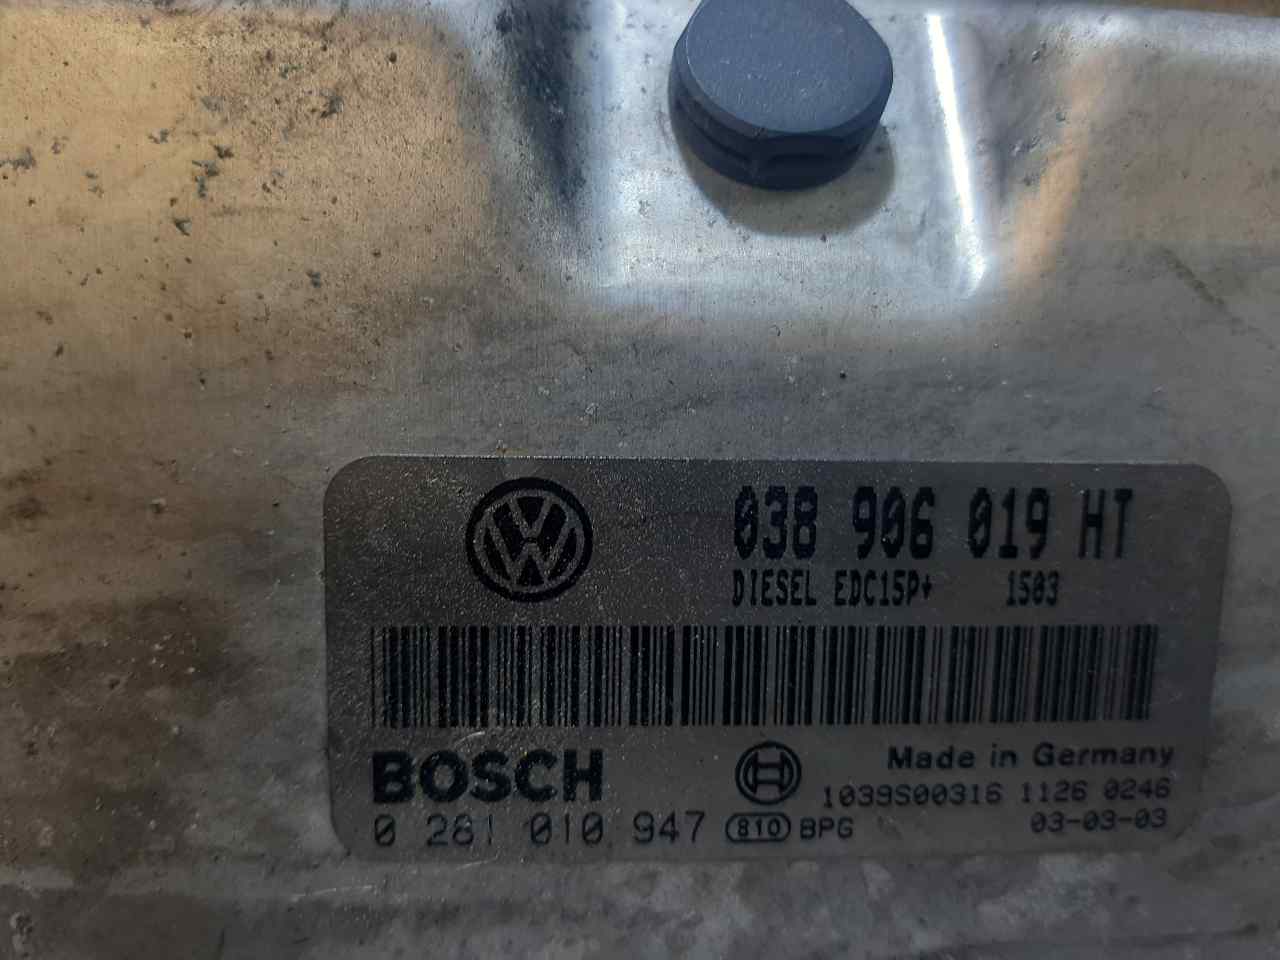 038 906 019 HT
DIESEL EDC15P+ 1503
BOSCH
Made in Germany
1039S00316 1126 0246
0 281 010 947 810 BPG
03-03-03